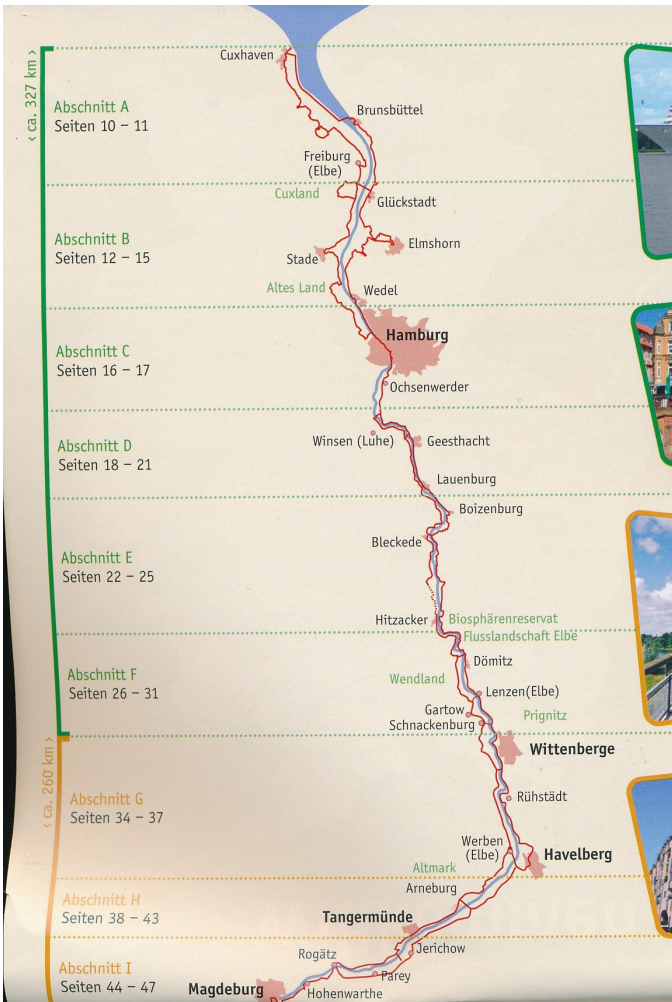 Cuxhaven
< ca. 327 km >
Abschnitt A
Seiten 10 – 11
Brunsbüttel
Freiburg
(Elbe)
Cuxland
Glückstadt
Abschnitt B
Seiten 12 – 15
Elmshorn
Stade
Altes Land
Wedel
Hamburg
Abschnitt C
Seiten 16 – 17
Ochsenwerder
Winsen (Luhe)
Geesthacht
Abschnitt D
Seiten 18 – 21
Lauenburg
Boizenburg
Bleckede
Abschnitt E
Seiten 22 – 25
Hitzacker
Biosphärenreservat
Flusslandschaft Elbe
Dömitz
Abschnitt F
Seiten 26 – 31
Wendland
Lenzen(Elbe)
Gartow
Schnackenburg
Prignitz
Wittenberge
< ca. 260 km >
Abschnitt G
Seiten 34 – 37
Rühstädt
Werben
(Elbe)
Havelberg
Altmark
Arneburg
Abschnitt H
Seiten 38 – 43
Tangermünde
Jerichow
Rogätz
Abschnitt I
Seiten 44 – 47
Parey
Magdeburg
Hohenwarthe